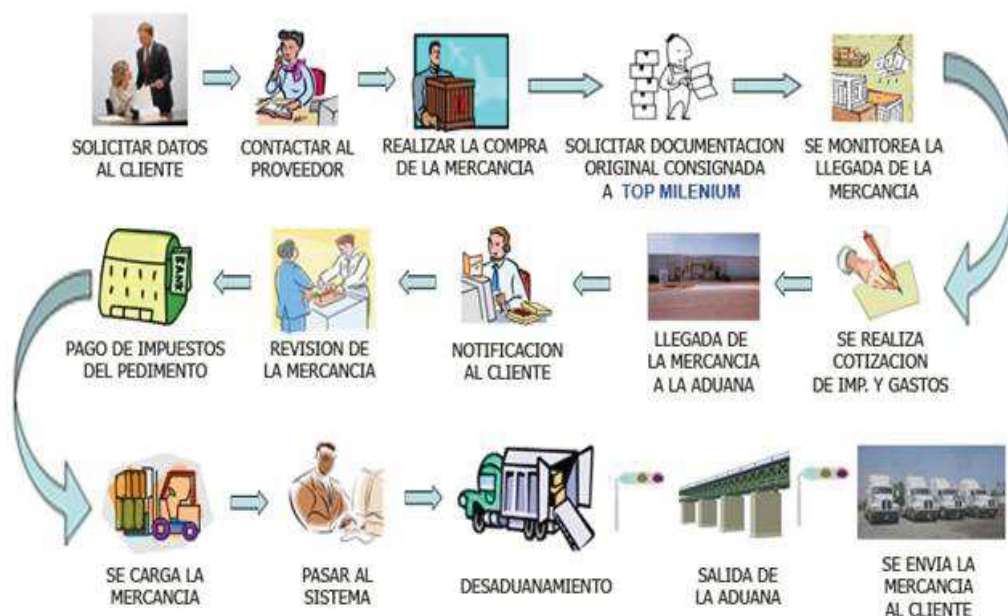 SOLICITAR DATOS
AL CLIENTE
CONTACTAR AL
PROVEEDOR
REALIZAR LA COMPRA
DE LA MERCANCIA
SOLICITAR DOCUMENTACION
ORIGINAL CONSIGNADA
A TOP MILENIUM
SE MONITOREA LA
LLEGADA DE LA
MERCANCIA
SE REALIZA
COTIZACION
DE IMP. Y GASTOS
LLEGADA DE
LA MERCANCIA
A LA ADUANA
NOTIFICACION
AL CLIENTE
REVISION DE
LA MERCANCIA
BANK
PAGO DE IMPUESTOS
DEL PEDIMENTO
SE CARGA LA
MERCANCIA
PASAR AL
SISTEMA
DESADUANAMIENTO
SALIDA DE
LA ADUANA
SE ENVIA LA
MERCANCIA
AL CLIENTE